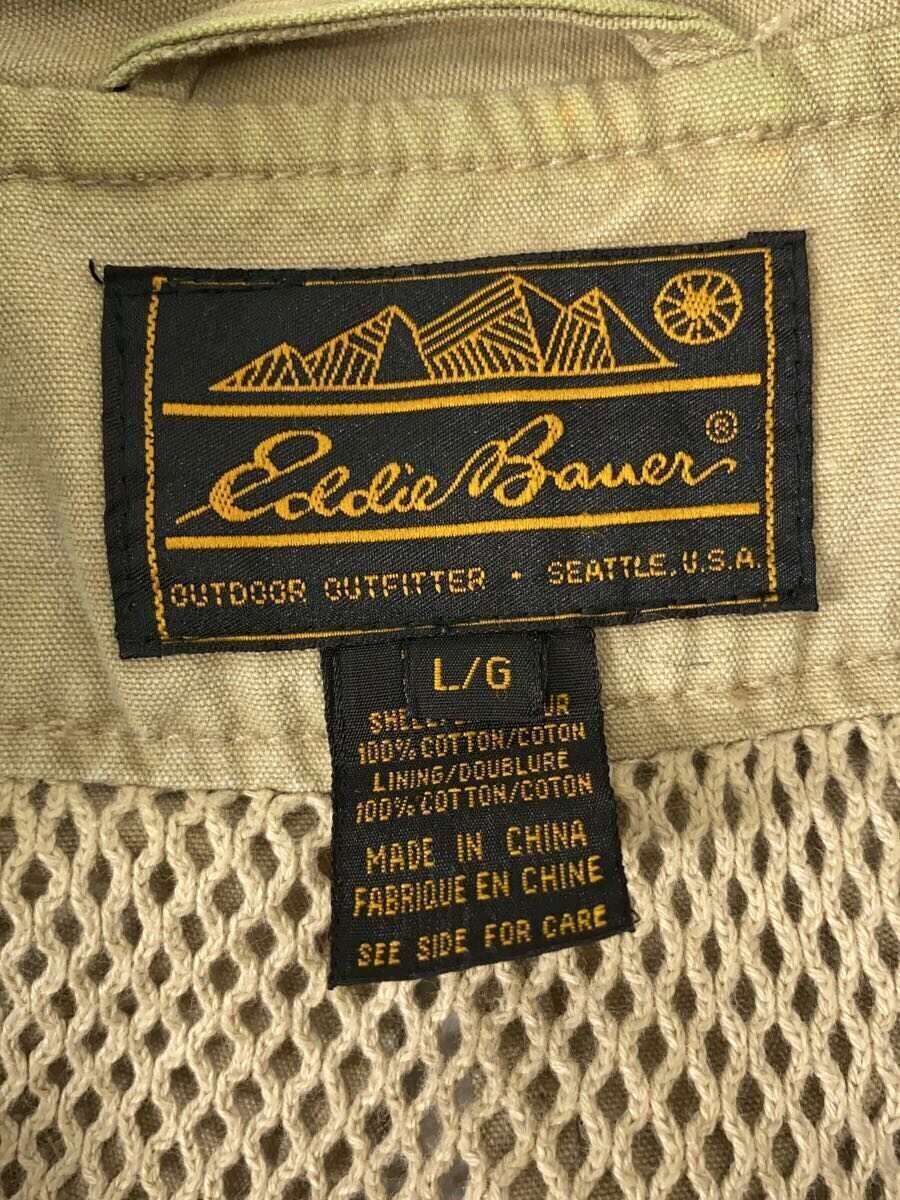 Eddie Bauer®
OUTDOOR OUTFITTER • SEATTLE, U.S.A.
L/G
100% COTTON/COTON
LINING/DOUBLURE
100% COTTON/COTON
MADE IN CHINA
FABRIQUE EN CHINE
SEE SIDE FOR CARE